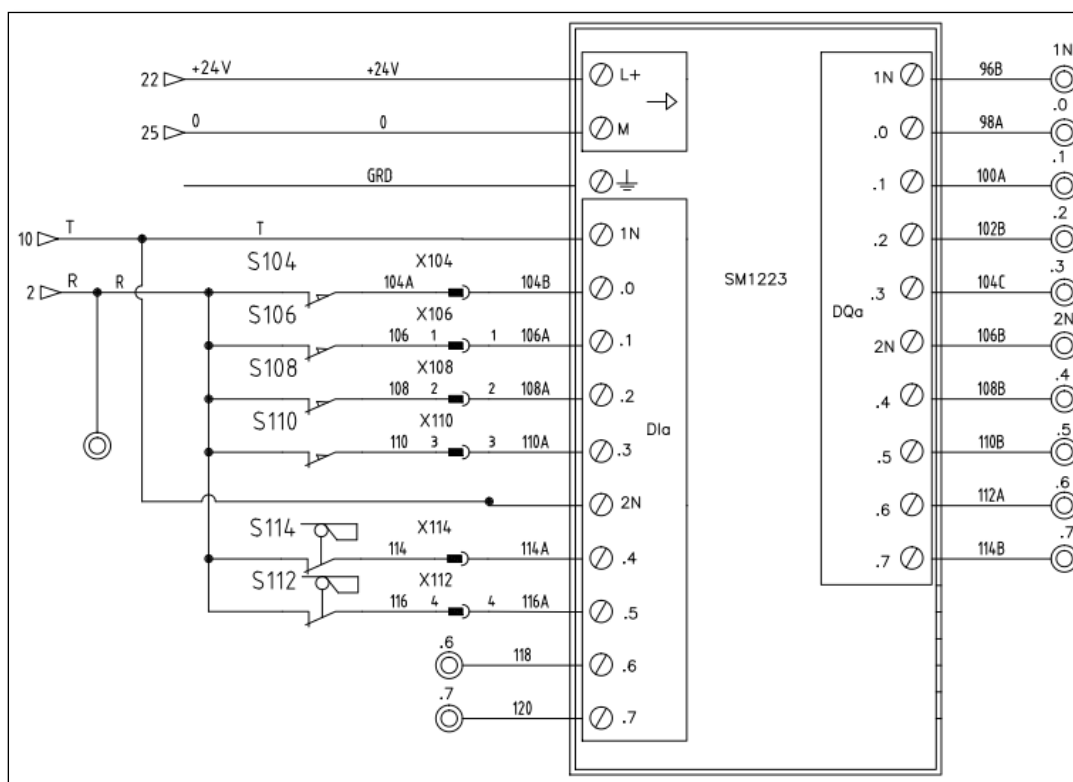 22 +24V +24V L+ 1N 96B 1N
25 0 0 M .0 98A .0
GRD .1 100A .1
10 T T 1N .2 102B .2
2 R R S104 104A X104 104B .0 SM1223 .3 104C .3
S106 106 1 X106 1 106A .1 DQa 2N 106B 2N
S108 108 2 X108 2 108A .2 .4 108B .4
S110 110 3 X110 3 110A .3 DIa .5 110B .5
2N .6 112A .6
S114 114 X114 114A .4 .7 114B .7
S112 116 4 X112 4 116A .5
.6 118 .6
.7 120 .7